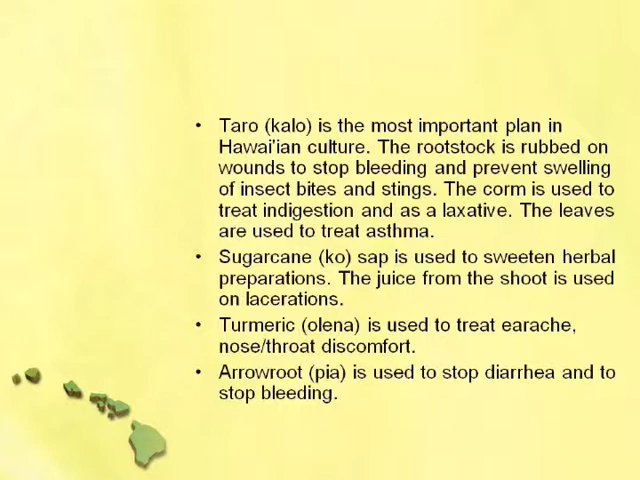 • Taro (kalo) is the most important plan in
Hawai'ian culture. The rootstock is rubbed on
wounds to stop bleeding and prevent swelling
of insect bites and stings. The corm is used to
treat indigestion and as a laxative. The leaves
are used to treat asthma.
• Sugarcane (ko) sap is used to sweeten herbal
preparations. The juice from the shoot is used
on lacerations.
• Turmeric (olena) is used to treat earache,
nose/throat discomfort.
• Arrowroot (pia) is used to stop diarrhea and to
stop bleeding.